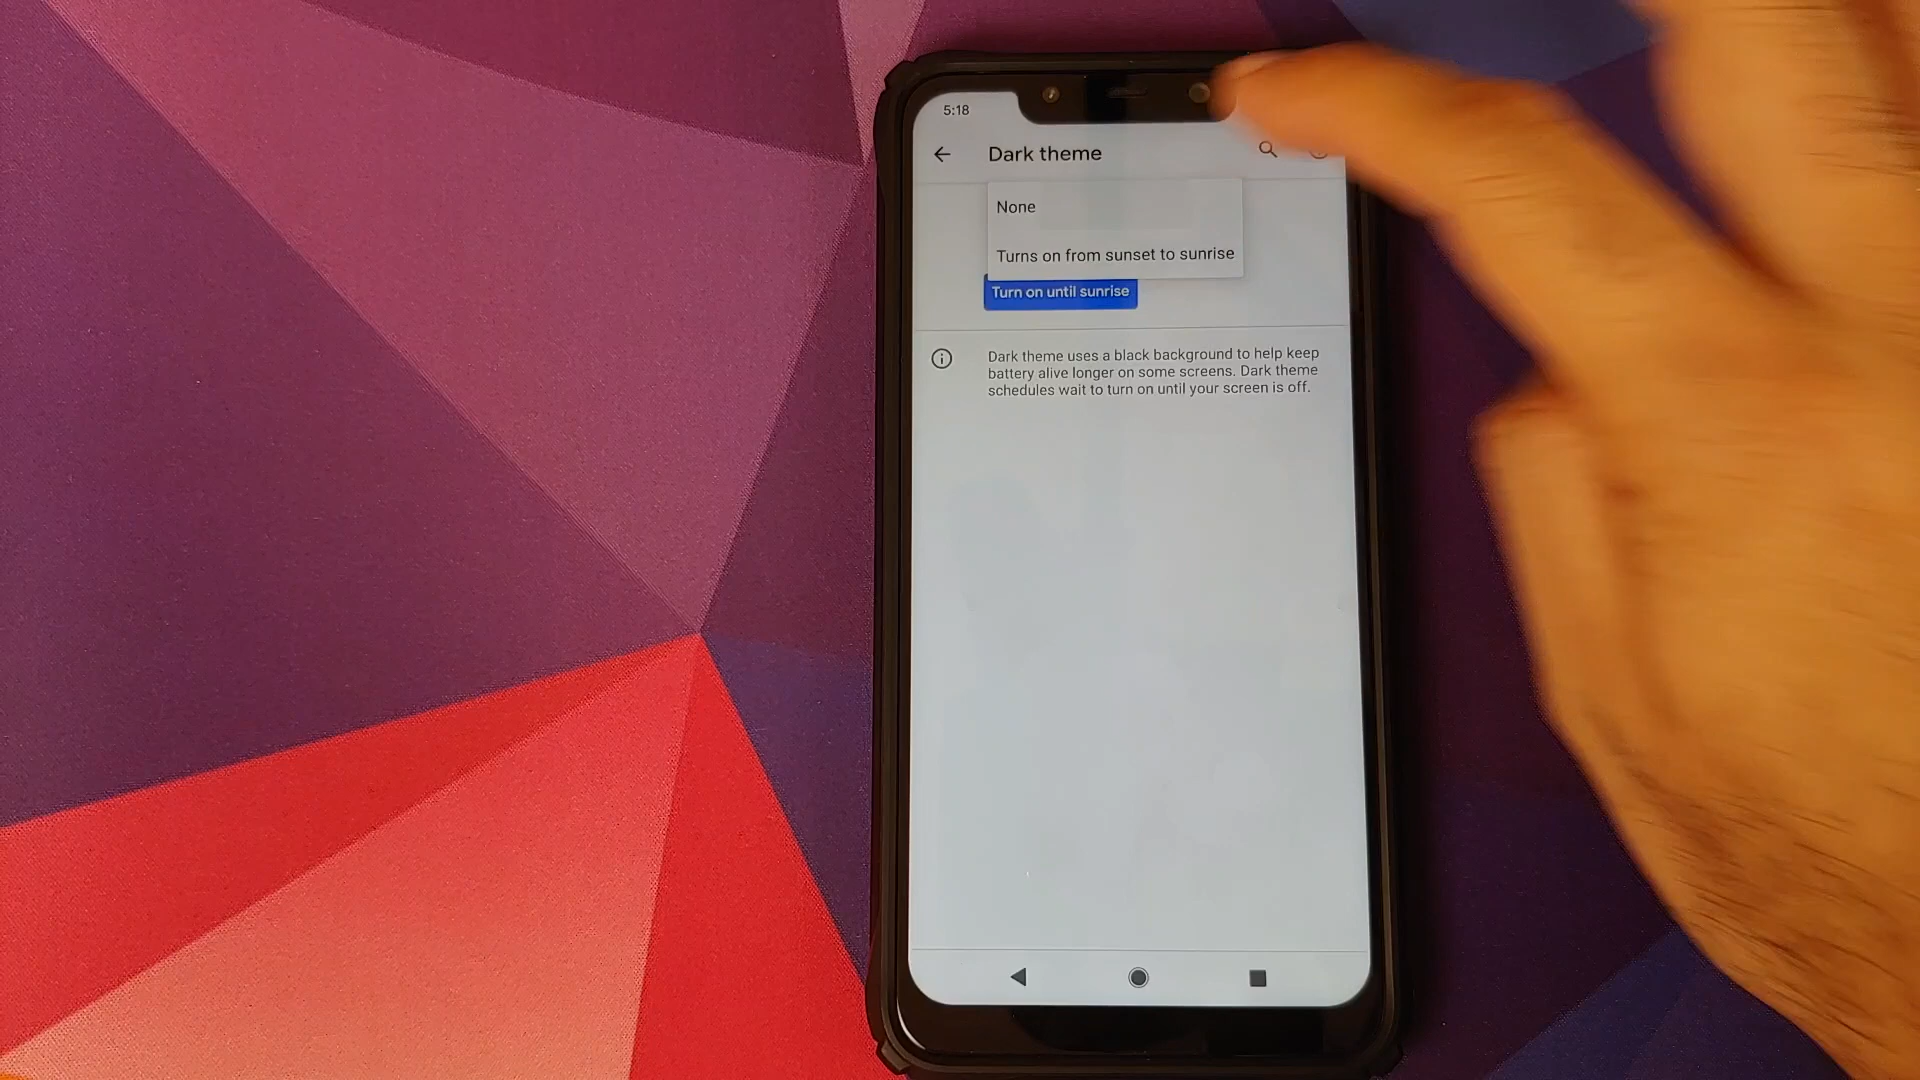 5:18
Dark theme
None
Turns on from sunset to sunrise
Turn on until sunrise
Dark theme uses a black background to help keep
battery alive longer on some screens. Dark theme
schedules wait to turn on until your screen is off.